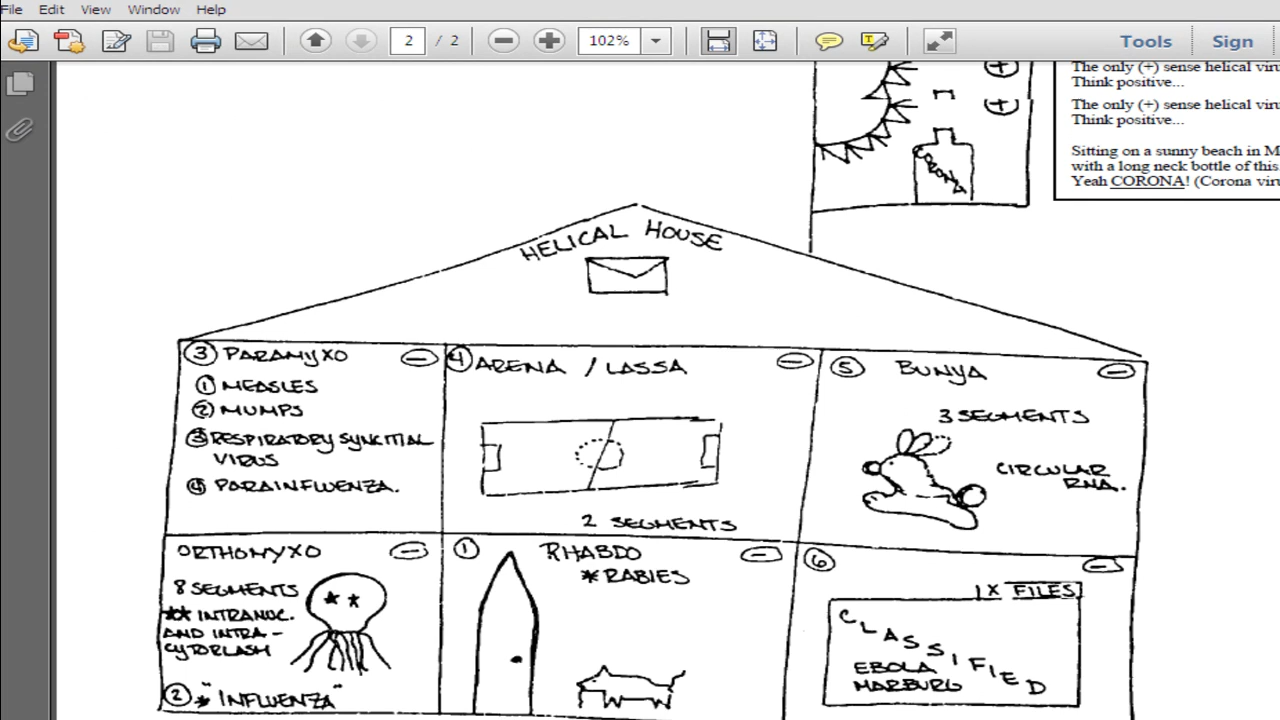 File Edit View Window Help
2 / 2 102% Tools Sign
The only (+) sense helical
Think positive...
The only (+) sense helical
Think positive...
Sitting on a sunny beach in
with a long neck bottle of this
Yeah CORONA! (Corona
+
+
CORONA
HELICAL HOUSE
3 PARAMYXO −
1 MEASLES
2 MUMPS
3 RESPIRATORY SYNCITIAL
VIRUS
4 PARAINFLUENZA.
4 ARENA / LASSA −
2 SEGMENTS
5 BUNYA −
3 SEGMENTS
CIRCULAR
RNA.
ORTHOMYXO −
8 SEGMENTS
** INTRANUC.
AND INTRA-
CYTOPLASM
2 * "INFLUENZA"
1 RHABDO −
* RABIES
6 −
X FILES
CLASSIFIED
EBOLA
MARBURG